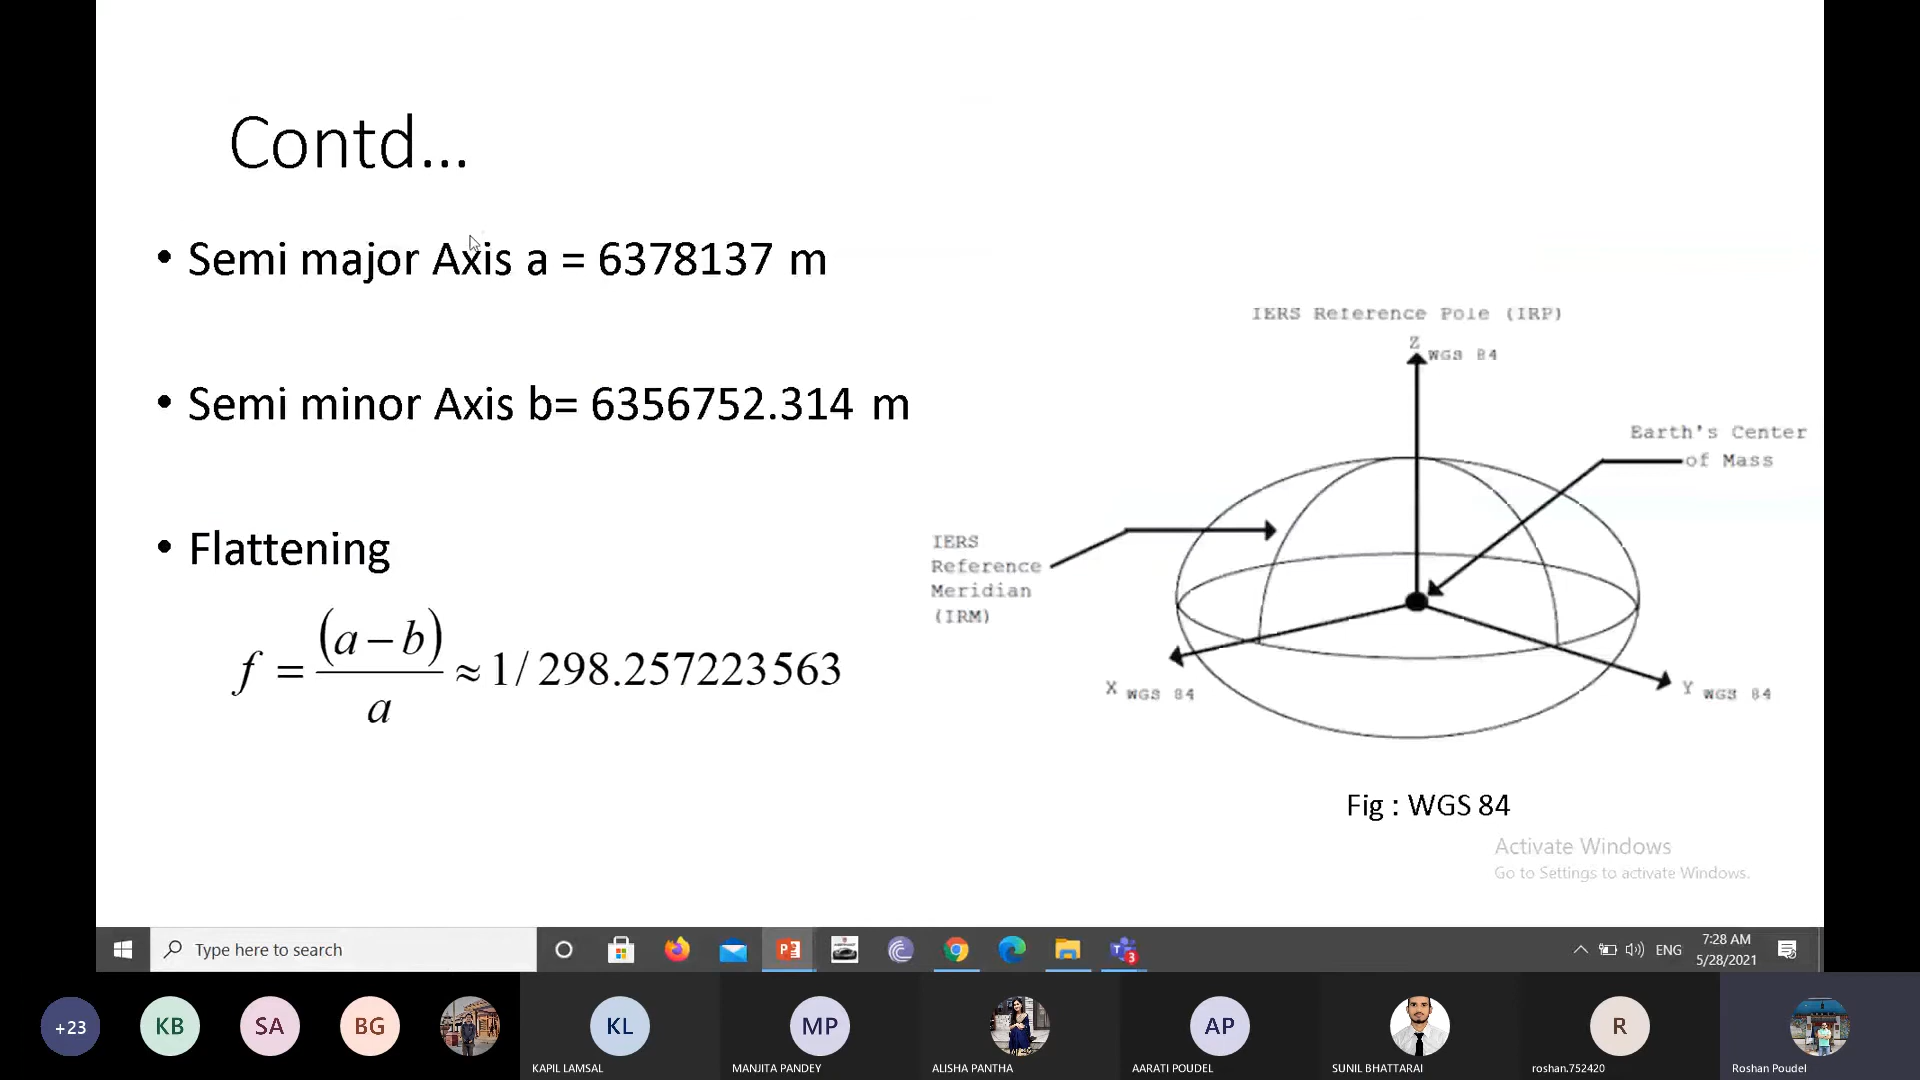 Contd...
• Semi major Axis a = 6378137 m
• Semi minor Axis b= 6356752.314 m
• Flattening
f = (a − b) / a ≈ 1/ 298.257223563
IERS Reference Pole (IRP)
Z WGS 84
Earth's Center
of Mass
IERS
Reference
Meridian
(IRM)
X WGS 84
Y WGS 84
Fig : WGS 84
Activate Windows
Go to Settings to activate Windows.
Type here to search
3
ENG
7:28 AM
5/28/2021
+23
KB
SA
BG
KL
MP
AP
R
KAPIL LAMSAL
MANJITA PANDEY
ALISHA PANTHA
AARATI POUDEL
SUNIL BHATTARAI
roshan.752420
Roshan Poudel